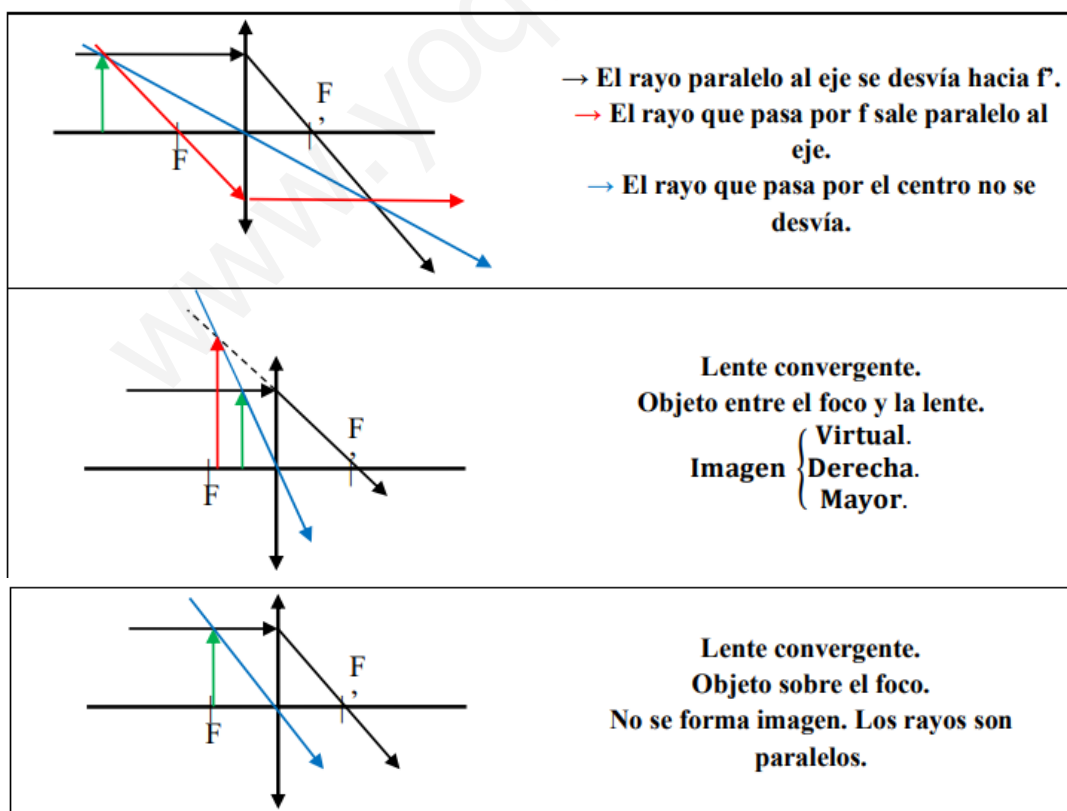 www.yoq
F
’
F
→ El rayo paralelo al eje se desvía hacia f’.
→ El rayo que pasa por f sale paralelo al
eje.
→ El rayo que pasa por el centro no se
desvía.
F
’
F
Lente convergente.
Objeto entre el foco y la lente.
Imagen { Virtual.
Derecha.
Mayor.
F
’
F
Lente convergente.
Objeto sobre el foco.
No se forma imagen. Los rayos son
paralelos.